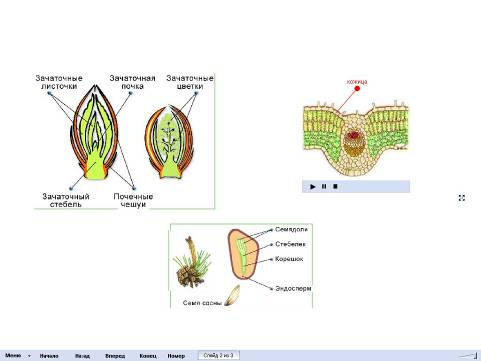 кожица
Зачаточные листочки
Зачаточная почка
Зачаточные цветки
Зачаточный стебель
Почечные чешуи
Семядоли
Стебелек
Корешок
Эндосперм
Семя сосны
Меню
Начало
Назад
Вперед
Конец
Номер
Слайд 2 из 3